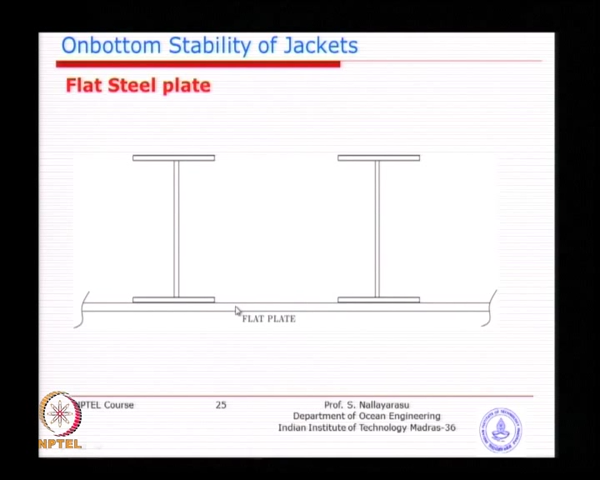 Onbottom Stability of Jackets
Flat Steel plate
FLAT PLATE
NPTEL Course
25
Prof. S. Nallayarasu
Department of Ocean Engineering
Indian Institute of Technology Madras-36
NPTEL